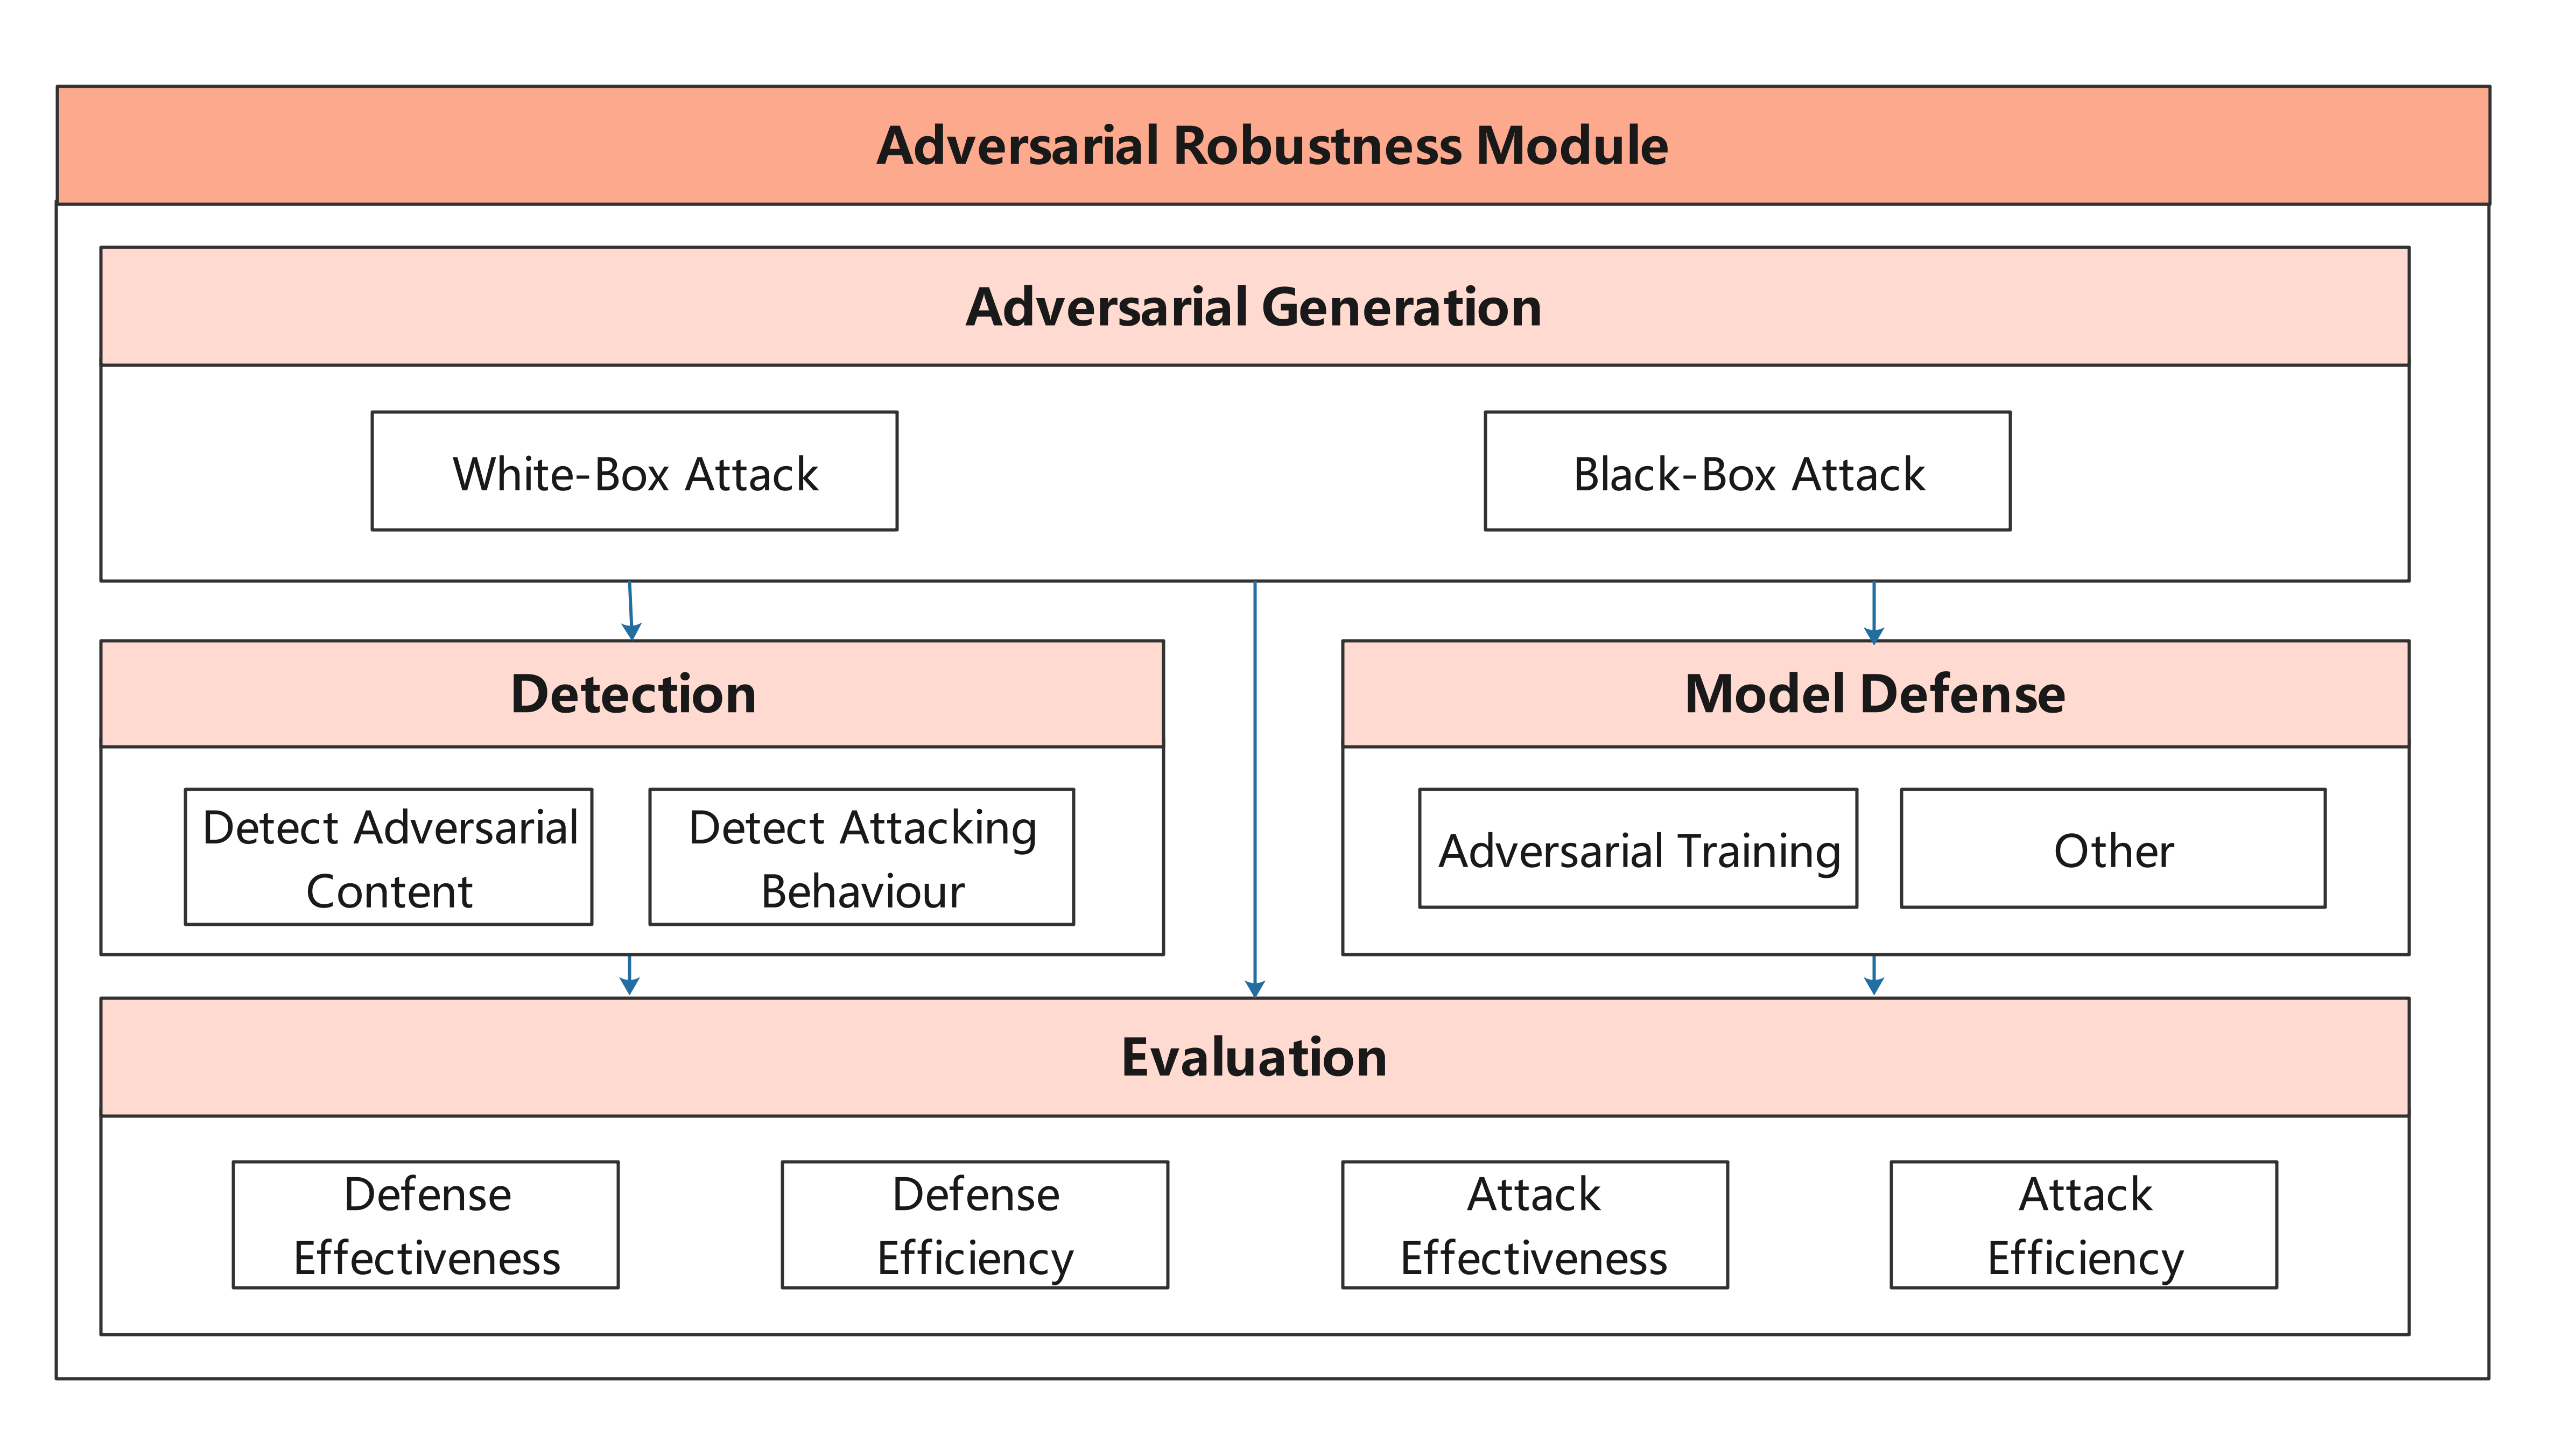 Adversarial Robustness Module
Adversarial Generation
White-Box Attack
Black-Box Attack
Detection
Model Defense
Detect Adversarial
Content
Detect Attacking
Behaviour
Adversarial Training
Other
Evaluation
Defense
Effectiveness
Defense
Efficiency
Attack
Effectiveness
Attack
Efficiency